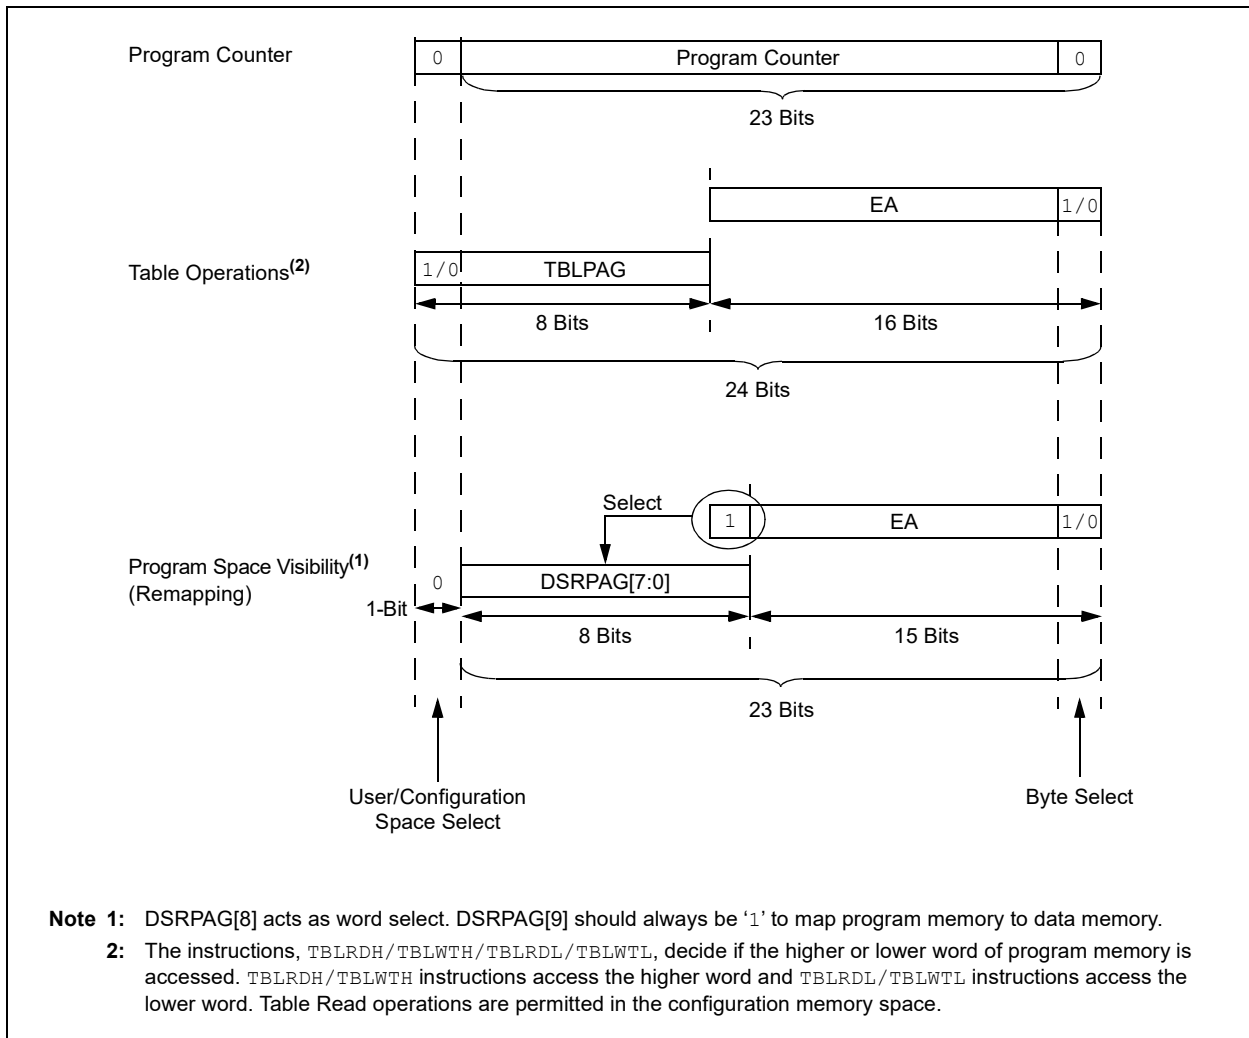 Program Counter
0
Program Counter
0
23 Bits
EA
1/0
Table Operations(2)
1/0
TBLPAG
8 Bits
16 Bits
24 Bits
Select
1
EA
1/0
Program Space Visibility(1)
(Remapping)
0
DSRPAG[7:0]
1-Bit
8 Bits
15 Bits
23 Bits
User/Configuration
Space Select
Byte Select
Note 1: DSRPAG[8] acts as word select. DSRPAG[9] should always be ‘1’ to map program memory to data memory.
2: The instructions, TBLRDH/TBLWTH/TBLRDL/TBLWTL, decide if the higher or lower word of program memory is
accessed. TBLRDH/TBLWTH instructions access the higher word and TBLRDL/TBLWTL instructions access the
lower word. Table Read operations are permitted in the configuration memory space.